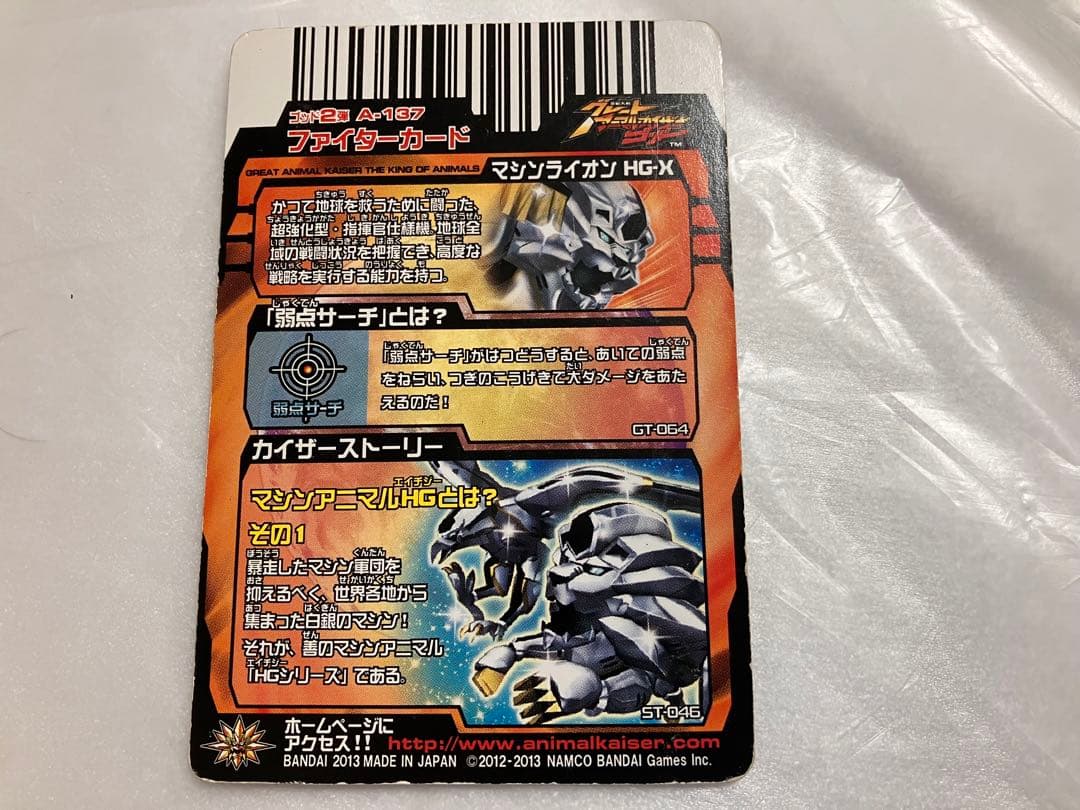 ゴッド2弾 A-137
ファイターカード
グレート
アニマルカイザー
ゴッド
TM
GREAT ANIMAL KAISER THE KING OF ANIMALS
マシンライオン HG-X
かつて地球を救うために闘った、
超強化型・指揮官仕様機。地球全
域の戦闘状況を把握でき、高度な
戦略を実行する能力を持つ。
「弱点サーチ」とは？
「弱点サーチ」がはつどうすると、あいての弱点
をねらい、つぎのこうげきで大ダメージをあた
えるのだ！
弱点サーチ
GT-064
カイザーストーリー
マシンアニマルHGとは？
その1
暴走したマシン軍団を
抑えるべく、世界各地から
集まった白銀のマシン！
それが、善のマシンアニマル
「HGシリーズ」である。
ST-046
ホームページに
アクセス!! http://www.animalkaiser.com
BANDAI 2013 MADE IN JAPAN ©2012-2013 NAMCO BANDAI Games Inc.